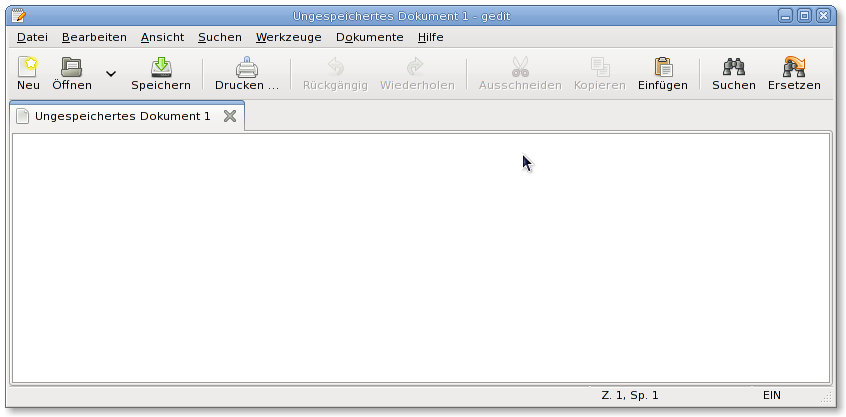 Ungespeichertes Dokument 1 - gedit
Datei Bearbeiten Ansicht Suchen Werkzeuge Dokumente Hilfe
Neu Öffnen Speichern Drucken ... Rückgängig Wiederholen Ausschneiden Kopieren Einfügen Suchen Ersetzen
Ungespeichertes Dokument 1
Z. 1, Sp. 1 EIN